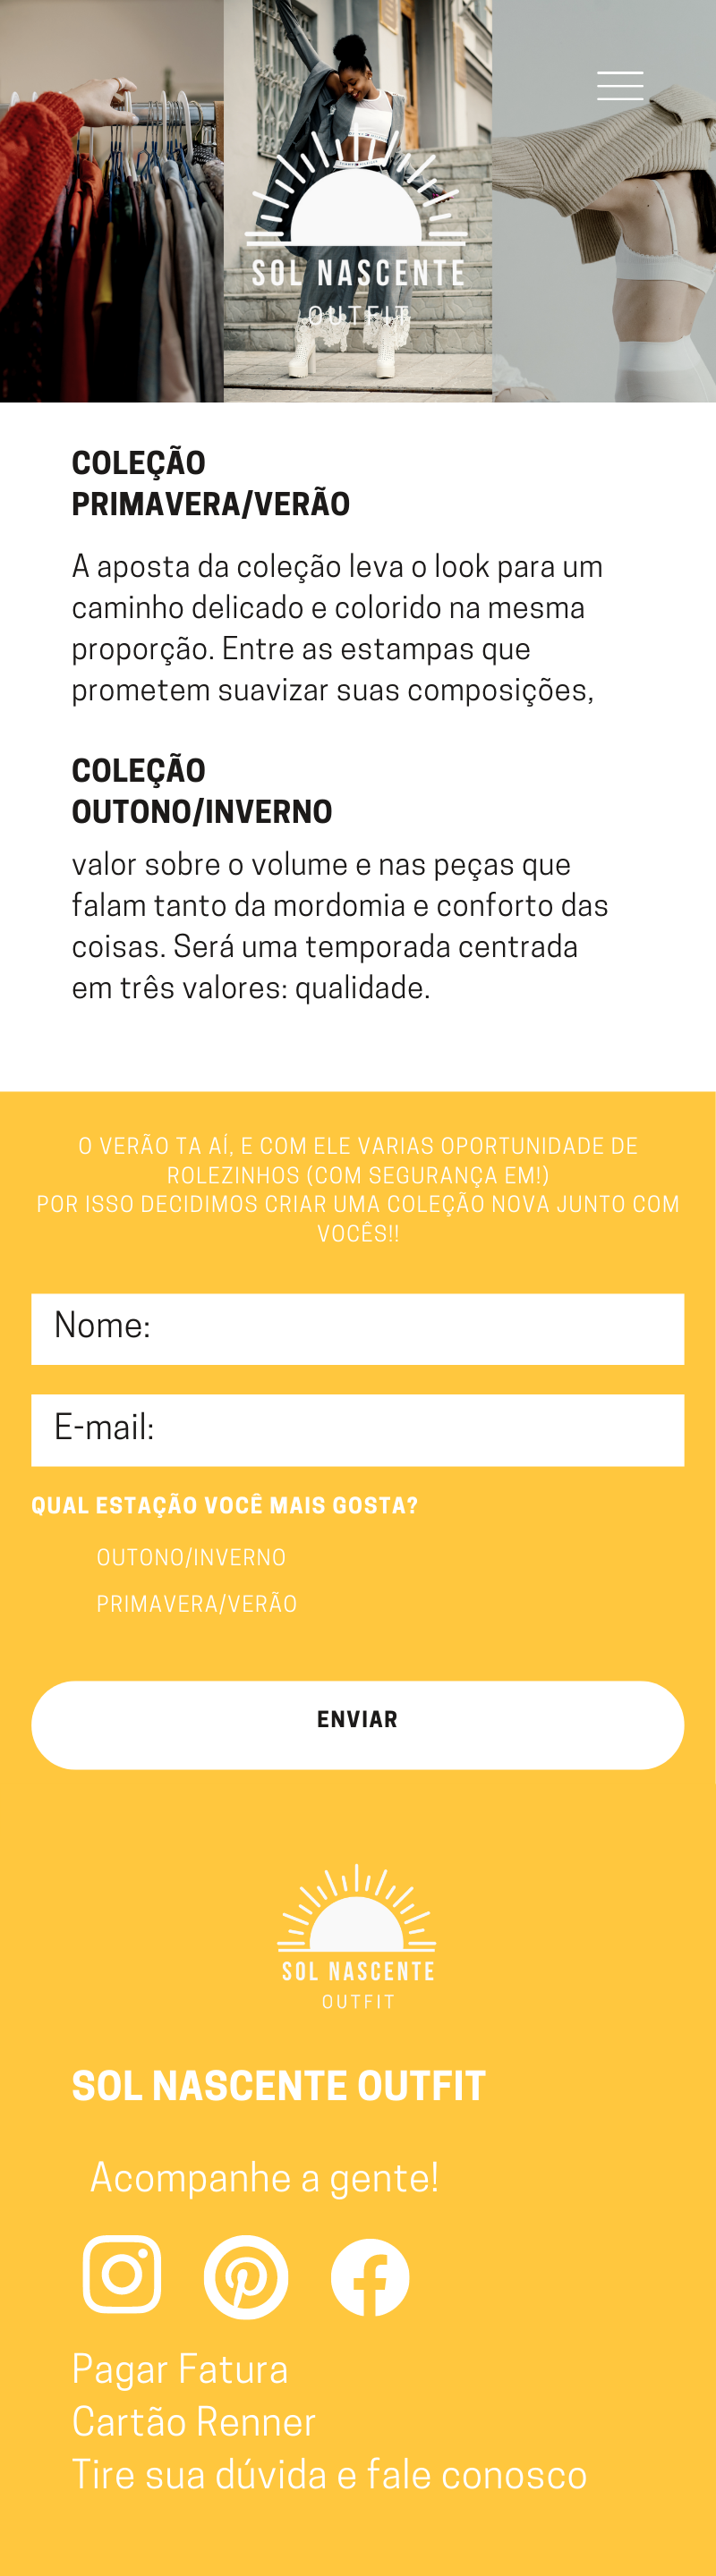 SOL NASCENTE
OUTFIT
COLEÇÃO
PRIMAVERA/VERÃO
A aposta da coleção leva o look para um
caminho delicado e colorido na mesma
proporção. Entre as estampas que
prometem suavizar suas composições,
COLEÇÃO
OUTONO/INVERNO
valor sobre o volume e nas peças que
falam tanto da mordomia e conforto das
coisas. Será uma temporada centrada
em três valores: qualidade.
O VERÃO TA AÍ, E COM ELE VARIAS OPORTUNIDADE DE
ROLEZINHOS (COM SEGURANÇA EM!)
POR ISSO DECIDIMOS CRIAR UMA COLEÇÃO NOVA JUNTO COM
VOCÊS!!
Nome:
E-mail:
QUAL ESTAÇÃO VOCÊ MAIS GOSTA?
OUTONO/INVERNO
PRIMAVERA/VERÃO
ENVIAR
SOL NASCENTE
OUTFIT
SOL NASCENTE OUTFIT
Acompanhe a gente!
Pagar Fatura
Cartão Renner
Tire sua dúvida e fale conosco